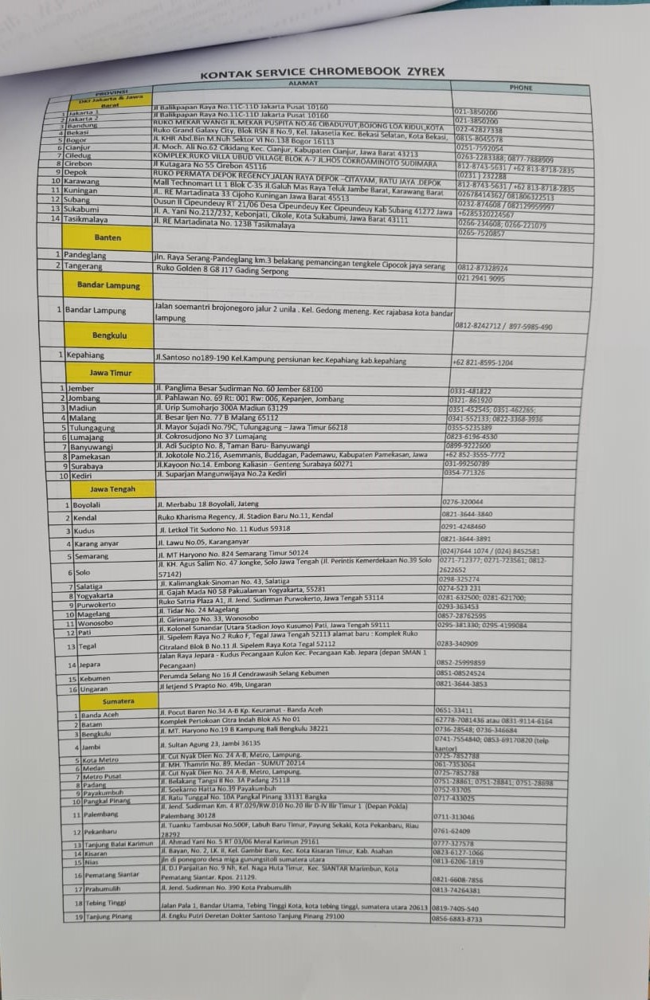 KONTAK SERVICE CHROMEBOOK ZYREX
PROVINSI ALAMAT PHONE
DKI Jakarta & Jawa Barat
1 Jakarta 1 Jl Balikpapan Raya No.11C-11D Jakarta Pusat 10160 021-3850200
2 Jakarta 2 Jl Balikpapan Raya No.11C-11D Jakarta Pusat 10160 021-3850200
3 Bandung RUKO MEKAR WANGI JL.MEKAR PUSPITA NO.46 CIBADUYUT,BOJONG LOA KIDUL,KOTA 022-42827338
4 Bekasi Ruko Grand Galaxy City, Blok RSN 8 No.9, Kel. Jakasetia Kec. Bekasi Selatan, Kota Bekasi, 0815-8045578
5 Bogor Jl. KHR Abd.Bin M.Nuh Sektor VI No.138 Bogor 16113 0251-7592054
6 Cianjur Jl. Moch. Ali No.62 Cikidang Kec. Cianjur, Kabupaten Cianjur, Jawa Barat 43213 0263-2283388; 0877-7888909
7 Ciledug KOMPLEK.RUKO VILLA UBUD VILLAGE BLOK A-7 JL.HOS COKROAMINOTO SUDIMARA 812-8743-5631 / +62 813-8718-2835
8 Cirebon Jl Kutagara No 55 Cirebon 45116 (0231 ) 232288
9 Depok RUKO PERMATA DEPOK REGENCY.JALAN RAYA DEPOK –CITAYAM, RATU JAYA .DEPOK 812-8743-5631 / +62 813-8718-2835
10 Karawang Mall Technomart Lt 1 Blok C-35 Jl.Galuh Mas Raya Teluk Jambe Barat, Karawang Barat 02678414362/ 081806322513
11 Kuningan Jl.. RE Martadinata 33 Cijoho Kuningan Jawa Barat 45513 0232-874608 / 082129959997
12 Subang Dusun II Cipeundeuy RT 21/06 Desa Cipeundeuy Kec Cipeundeuy Kab Subang 41272 Jawa +6285320224567
13 Sukabumi Jl. A. Yani No.212/232, Kebonjati, Cikole, Kota Sukabumi, Jawa Barat 43111 0266-234608; 0266-221079
14 Tasikmalaya Jl. RE Martadinata No. 123B Tasikmalaya 0265-7520857
Banten
1 Pandeglang jln. Raya Serang-Pandeglang km.3 belakang pemancingan tengkele Cipocok jaya serang 0812-87328924
2 Tangerang Ruko Golden 8 G8 J17 Gading Serpong 021 2941 9095
Bandar Lampung
1 Bandar Lampung Jalan soemantri brojonegoro jalur 2 unila . Kel. Gedong meneng. Kec rajabasa kota bandar
lampung 0812-8242712 / 897-5985-490
Bengkulu
1 Kepahiang Jl.Santoso no189-190 Kel.Kampung pensiunan kec.Kepahiang kab.kepahiang +62 821-8595-1204
Jawa Timur
1 Jember Jl. Panglima Besar Sudirman No. 60 Jember 68100 0331-481822
2 Jombang Jl. Pahlawan No. 69 Rt: 001 Rw: 006, Kepanjen, Jombang 0321- 861920
3 Madiun Jl. Urip Sumoharjo 300A Madiun 63129 0351-452545; 0351-462265;
4 Malang Jl. Besar Ijen No. 77 B Malang 65112 0341-552133; 0822-3368-3936
5 Tulungagung Jl. Mayor Sujadi No.79C, Tulungagung – Jawa Timur 66218 0355-5235389
6 Lumajang Jl. Cokrosudjono No 37 Lumajang 0823-6196-4530
7 Banyuwangi Jl. Adi Sucipto No. 8, Taman Baru- Banyuwangi 0899-9222600
8 Pamekasan Jl. Jokotole No.216, Asemmanis, Buddagan, Pademawu, Kabupaten Pamekasan, Jawa +62 852-3555-7772
9 Surabaya Jl.Kayoon No.14. Embong Kaliasin - Genteng Surabaya 60271 031-99250789
10 Kediri Jl. Suparjan Mangunwijaya No.2a Kediri 0354-771326
Jawa Tengah
1 Boyolali Jl. Merbabu 18 Boyolali, Jateng 0276-320044
2 Kendal Ruko Kharisma Regency, Jl. Stadion Baru No.11, Kendal 0821-3644-3840
3 Kudus Jl. Letkol Tit Sudono No. 11 Kudus 59318 0291-4248460
4 Karang anyar Jl. Lawu No.05, Karanganyar 0821-3644-3891
5 Semarang Jl. MT Haryono No. 824 Semarang Timur 50124 (024)7644 1074 / (024) 8452581
6 Solo Jl. KH. Agus Salim No. 47 Jongke, Solo Jawa Tengah (Jl. Perintis Kemerdekaan No.39 Solo 0271-712377; 0271-723561; 0812-
57142) 2622652
7 Salatiga Jl. Kalimangkak-Sinoman No. 43, Salatiga 0298-325274
8 Yogyakarta Jl. Gajah Mada NO 58 Pakualaman Yogyakarta, 55281 0274-523 231
9 Purwokerto Ruko Satria Plaza A1, Jl. Jend. Sudirman Purwokerto, Jawa Tengah 53114 0281-632500; 0281-621700;
10 Magelang Jl. Tidar No. 24 Magelang 0293-363453
11 Wonosobo Jl. Girimargo No. 33, Wonosobo 0857-28762595
12 Pati Jl. Kolonel Sunandar (Utara Stadion Joyo Kusumo) Pati, Jawa Tengah 59111 0295-381330; 0295-4199084
13 Tegal Jl. Sipelem Raya No.2 Ruko F, Tegal Jawa Tengah 52113 alamat baru : Komplek Ruko
Citraland Blok B No.11 Jl. Sipelem Raya Kota Tegal 52112 0283-340909
14 Jepara Jalan Raya Jepara - Kudus Pecangaan Kulon Kec. Pecangaan Kab. Jepara (depan SMAN 1
Pecangaan) 0852-25999859
15 Kebumen Perumda Selang No 16 Jl Cendrawasih Selang Kebumen 0851-08524524
16 Ungaran Jl letjend S Prapto No. 49b, Ungaran 0821-3644-3853
Sumatera
1 Banda Aceh Jl. Pocut Baren No.34 A-B Kp. Keuramat - Banda Aceh 0651-33411
2 Batam Komplek Pertokoan Citra Indah Blok A5 No 01 62778-7081436 atau 0831-9114-6164
3 Bengkulu Jl. MT. Haryono No.19 B Kampung Bali Bengkulu 38221 0736-28548; 0736-346684
4 Jambi Jl. Sultan Agung 23, Jambi 36135 0741-7554840; 0853-69170820 (telp
kantor)
5 Kota Metro Jl. Cut Nyak Dien No. 24 A-B, Metro, Lampung. 0725-7852788
6 Medan Jl. MH. Thamrin No. 89. Medan - SUMUT 20214 061-7353064
7 Metro Pusat Jl. Cut Nyak Dien No. 24 A-B, Metro, Lampung. 0725-7852788
8 Padang Jl. Belakang Tangsi II No. 3A Padang 25118 0751-28861; 0751-28841; 0751-28698
9 Payakumbuh Jl. Soekarno Hatta No.39 Payakumbuh 0752-93705
10 Pangkal Pinang Jl. Ratu Tunggal No. 10A Pangkal Pinang 33131 Bangka 0717-433025
11 Palembang Jl. Jend. Sudirman Km. 4 RT.029/RW.010 No.20 Ilir D-IV Ilir Timur 1 (Depan Polda)
Palembang 30128 0711-313046
12 Pekanbaru Jl. Tuanku Tambusai No.500F, Labuh Baru Timur, Payung Sekaki, Kota Pekanbaru, Riau
28292 0761-62409
13 Tanjung Balai Karimun Jl. Ahmad Yani No. 5 RT 03/06 Meral Karimun 29161 0777-327578
14 Kisaran Jl. Bayan, No. 2, LK. II, Kel. Gambir Baru, Kec. Kota Kisaran Timur, Kab. Asahan 0823-6127-1066
15 Nias jln di ponegoro desa miga gunungsitoli sumatera utara 0813-6206-1819
16 Pematang Siantar Jl. D.I Panjaitan No. 9 Nh, Kel. Naga Huta Timur, Kec. SIANTAR Marimbun, Kota
Pematang Siantar. Kpos. 21129. 0821-6608-7856
17 Prabumulih Jl. Jend. Sudirman No. 390 Kota Prabumulih 0813-74264381
18 Tebing Tinggi Jalan Pala 1, Bandar Utama, Tebing Tinggi Kota, kota tebing tinggi, sumatera utara 20613 0819-7405-540
19 Tanjung Pinang Jl. Engku Putri Deretan Dokter Santoso Tanjung Pinang 29100 0856-6883-8733